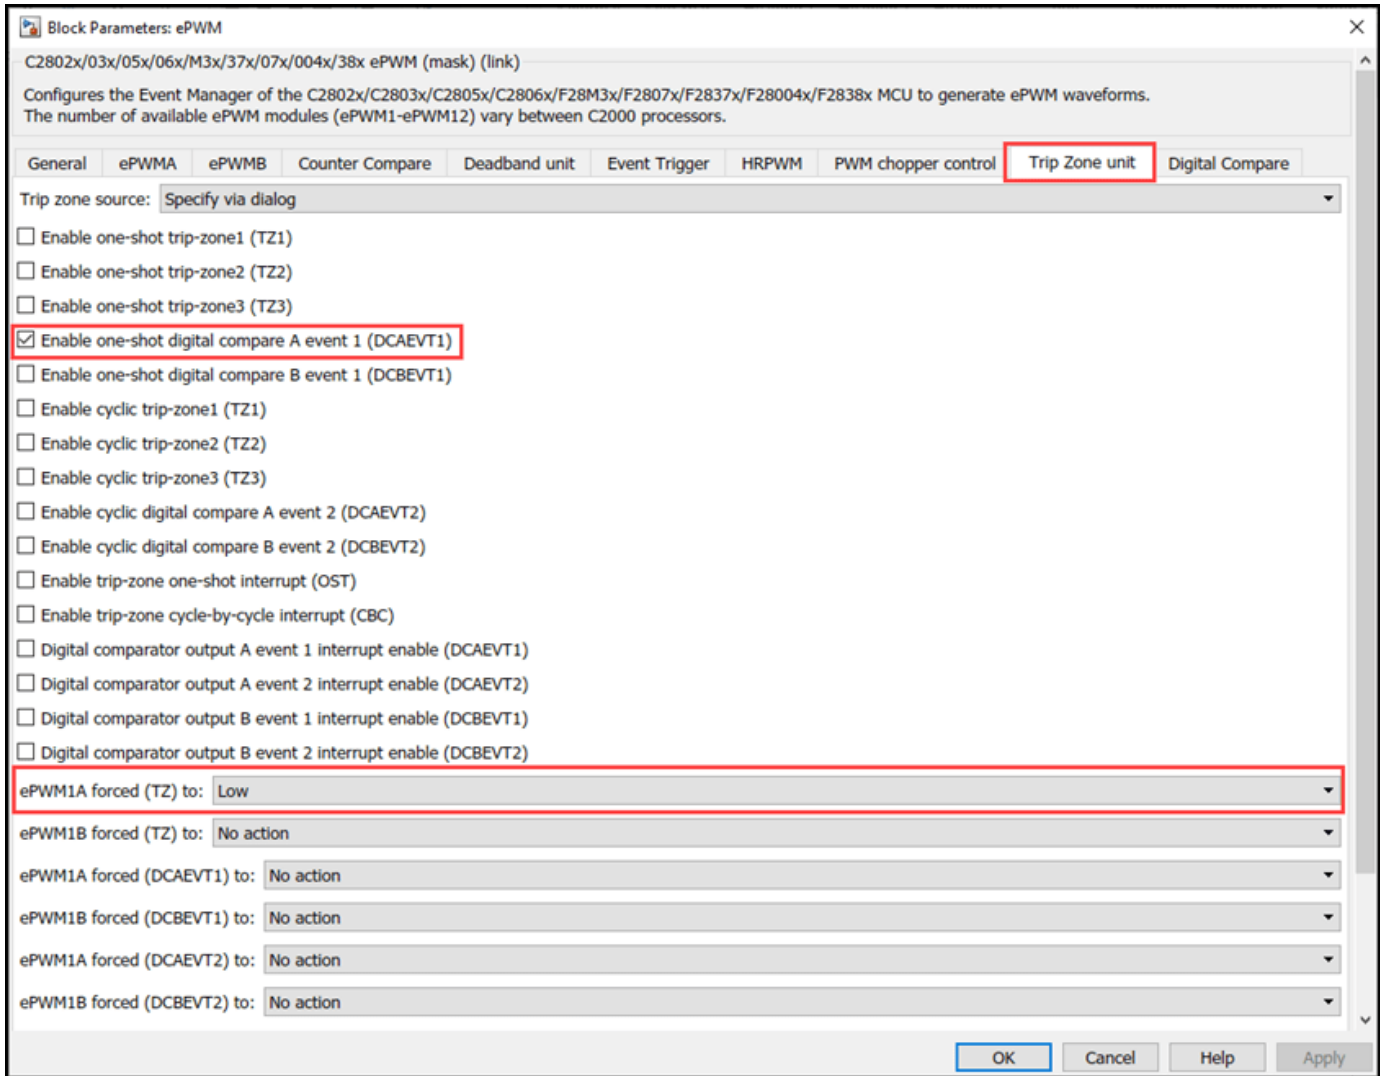 Block Parameters: ePWM
C2802x/03x/05x/06x/M3x/37x/07x/004x/38x ePWM (mask) (link)
Configures the Event Manager of the C2802x/C2803x/C2805x/C2806x/F28M3x/F2807x/F2837x/F28004x/F2838x MCU to generate ePWM waveforms.
The number of available ePWM modules (ePWM1-ePWM12) vary between C2000 processors.
General ePWMA ePWMB Counter Compare Deadband unit Event Trigger HRPWM PWM chopper control Trip Zone unit Digital Compare
Trip zone source: Specify via dialog
Enable one-shot trip-zone1 (TZ1)
Enable one-shot trip-zone2 (TZ2)
Enable one-shot trip-zone3 (TZ3)
Enable one-shot digital compare A event 1 (DCAEVT1)
Enable one-shot digital compare B event 1 (DCBEVT1)
Enable cyclic trip-zone1 (TZ1)
Enable cyclic trip-zone2 (TZ2)
Enable cyclic trip-zone3 (TZ3)
Enable cyclic digital compare A event 2 (DCAEVT2)
Enable cyclic digital compare B event 2 (DCBEVT2)
Enable trip-zone one-shot interrupt (OST)
Enable trip-zone cycle-by-cycle interrupt (CBC)
Digital comparator output A event 1 interrupt enable (DCAEVT1)
Digital comparator output A event 2 interrupt enable (DCAEVT2)
Digital comparator output B event 1 interrupt enable (DCBEVT1)
Digital comparator output B event 2 interrupt enable (DCBEVT2)
ePWM1A forced (TZ) to: Low
ePWM1B forced (TZ) to: No action
ePWM1A forced (DCAEVT1) to: No action
ePWM1B forced (DCBEVT1) to: No action
ePWM1A forced (DCAEVT2) to: No action
ePWM1B forced (DCBEVT2) to: No action
OK Cancel Help Apply